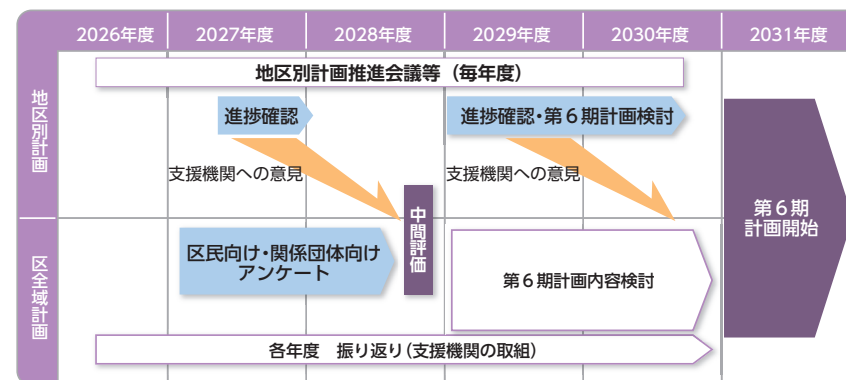 2026年度
2027年度
2028年度
2029年度
2030年度
2031年度
地区別計画
地区別計画推進会議等（毎年度）
進捗確認
進捗確認・第６期計画検討
支援機関への意見
支援機関への意見
中間評価
第６期
計画開始
区全域計画
区民向け・関係団体向け
アンケート
第６期計画内容検討
各年度　振り返り（支援機関の取組）